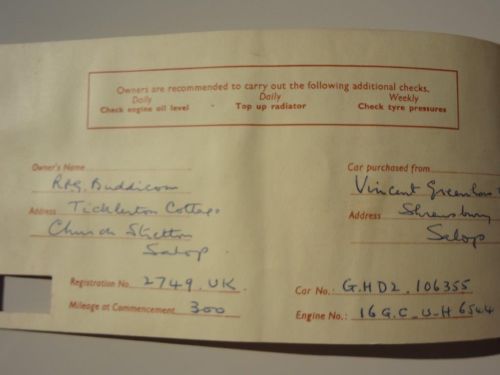 Owners are recommended to carry out the following additional checks.
Daily Daily Weekly
Check engine oil level - Top up radiator Check tyre pressures
Owner's Name Car purchased from
Buddicom Vincent Greenhous
Address Ticklerton Cottage Address Shrewsbury
Church Stretton Salop
Salop.
Registration No. 2749.UK. Car No.: G.HD2.106355
Mileage at Commencement 300 Engine No.: 16 G.C_U_H 6544